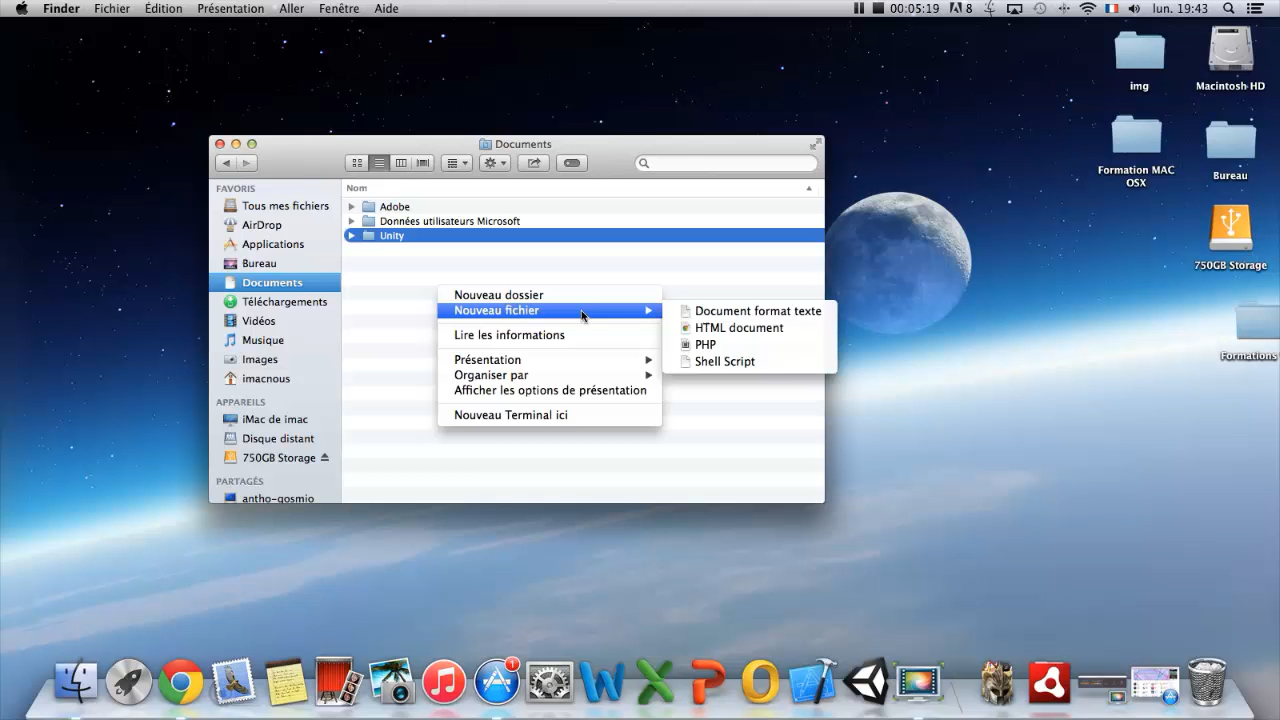 Finder Fichier Édition Présentation Aller Fenêtre Aide 00:05:19 8 lun. 19:43
img
Macintosh HD
Formation MAC OSX
Bureau
750GB Storage
Formations
Documents
FAVORIS
Tous mes fichiers
AirDrop
Applications
Bureau
Documents
Téléchargements
Vidéos
Musique
Images
imacnous
APPAREILS
iMac de imac
Disque distant
750GB Storage
PARTAGÉS
antho-qosmio
Nom
Adobe
Données utilisateurs Microsoft
Unity
Nouveau dossier
Nouveau fichier
Lire les informations
Présentation
Organiser par
Afficher les options de présentation
Nouveau Terminal ici
Document format texte
HTML document
PHP
Shell Script
1